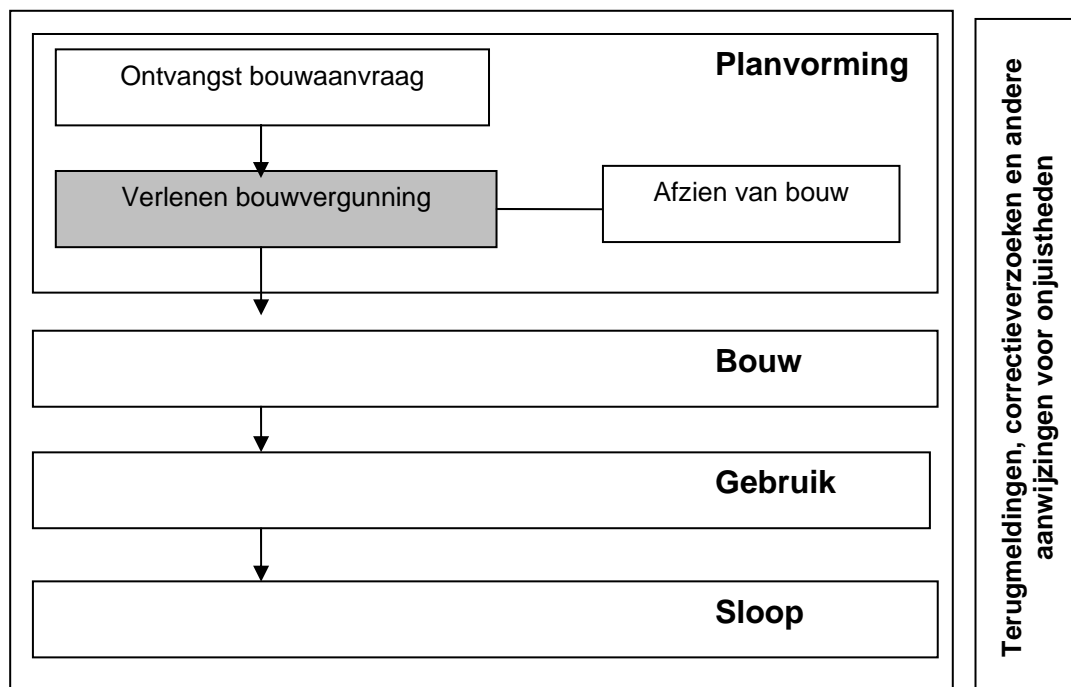 Planvorming
Ontvangst bouwaanvraag
Verlenen bouwvergunning
Afzien van bouw
Bouw
Gebruik
Sloop
Terugmeldingen, correctieverzoeken en andere
aanwijzingen voor onjuistheden